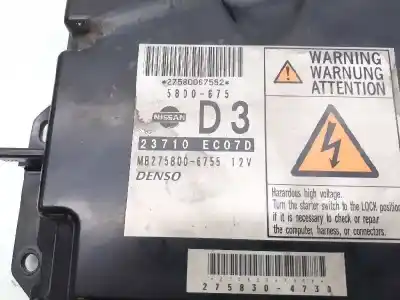 *27580067552*
5800-675
NISSAN
D3
23710 EC07D
MB275800-6755 12V
DENSO
WARNING
WARNUNG
ATTENTION
Hazardous high voltage.
Turn the starter switch to the LOCK position
if it is necessary to check or repair
the computer, harness, or connectors.
275830-4730